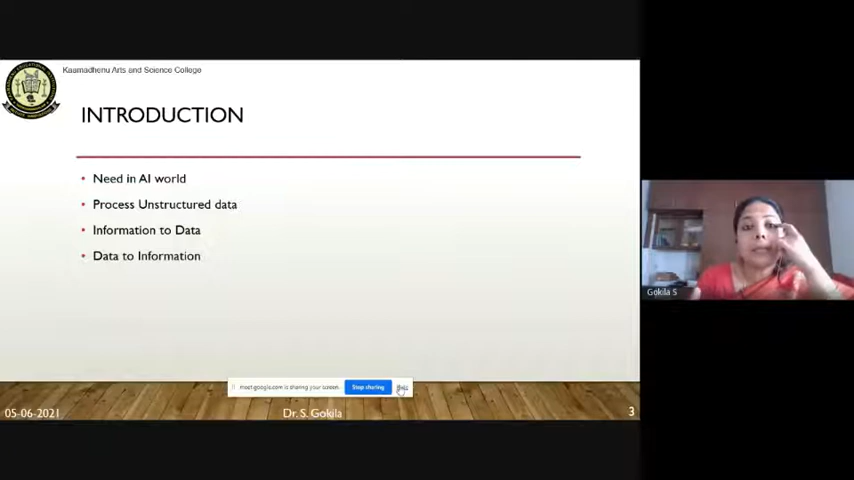 Kaamadhenu Arts and Science College
INTRODUCTION
• Need in AI world
• Process Unstructured data
• Information to Data
• Data to Information
Gokila S
meet.google.com is sharing your screen.
Stop sharing
Hide
05-06-2021
Dr. S. Gokila
3